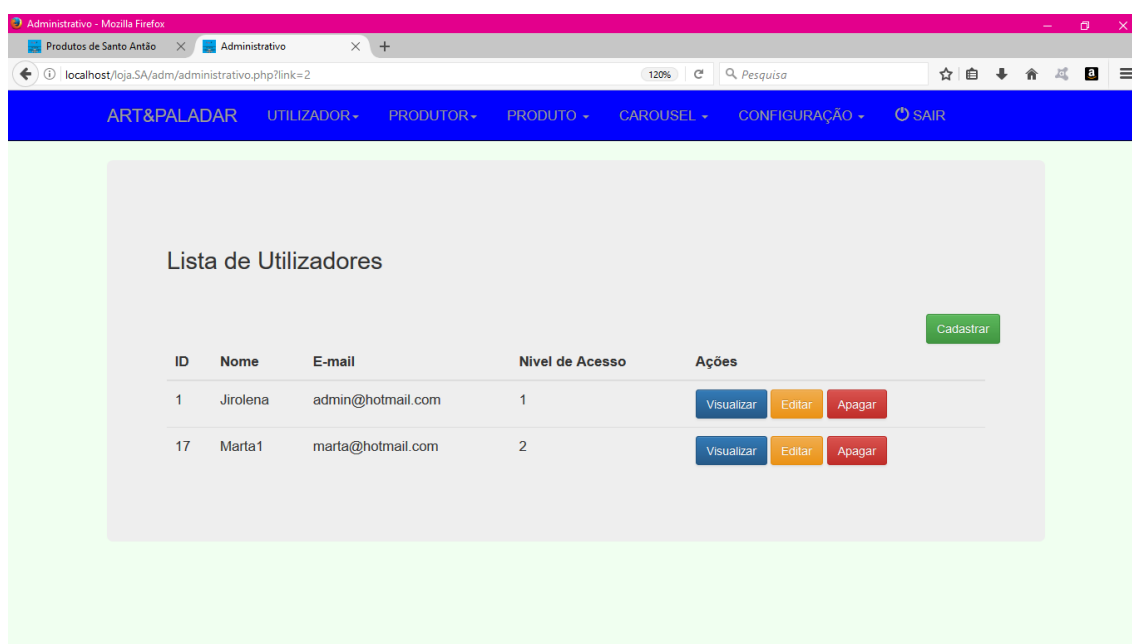 Administrativo - Mozilla Firefox
Produtos de Santo Antão Administrativo
localhost/loja.SA/adm/administrativo.php?link=2 120% Pesquisa
ART&PALADAR UTILIZADOR PRODUTOR PRODUTO CAROUSEL CONFIGURAÇÃO SAIR
Lista de Utilizadores
Cadastrar
ID Nome E-mail Nivel de Acesso Ações
1 Jirolena admin@hotmail.com 1 Visualizar Editar Apagar
17 Marta1 marta@hotmail.com 2 Visualizar Editar Apagar